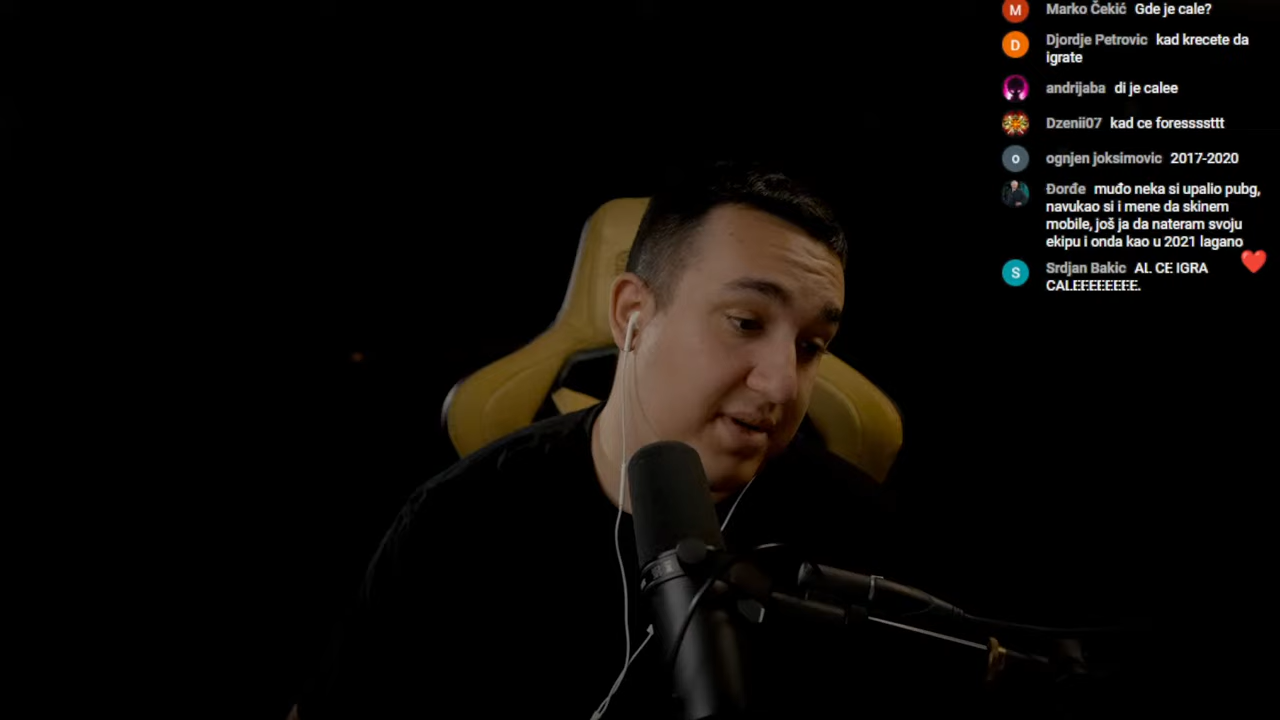 M Marko Čekić Gde je cale?
D Djordje Petrovic kad krecete da
igrate
andrijaba di je calee
Dzenii07 kad ce foressssttt
o ognjen joksimovic 2017-2020
Đorđe muđo neka si upalio pubg,
navukao si i mene da skinem
mobile, još ja da nateram svoju
ekipu i onda kao u 2021 lagano
S Srdjan Bakic AL CE IGRA
CALEEEEEEEE.